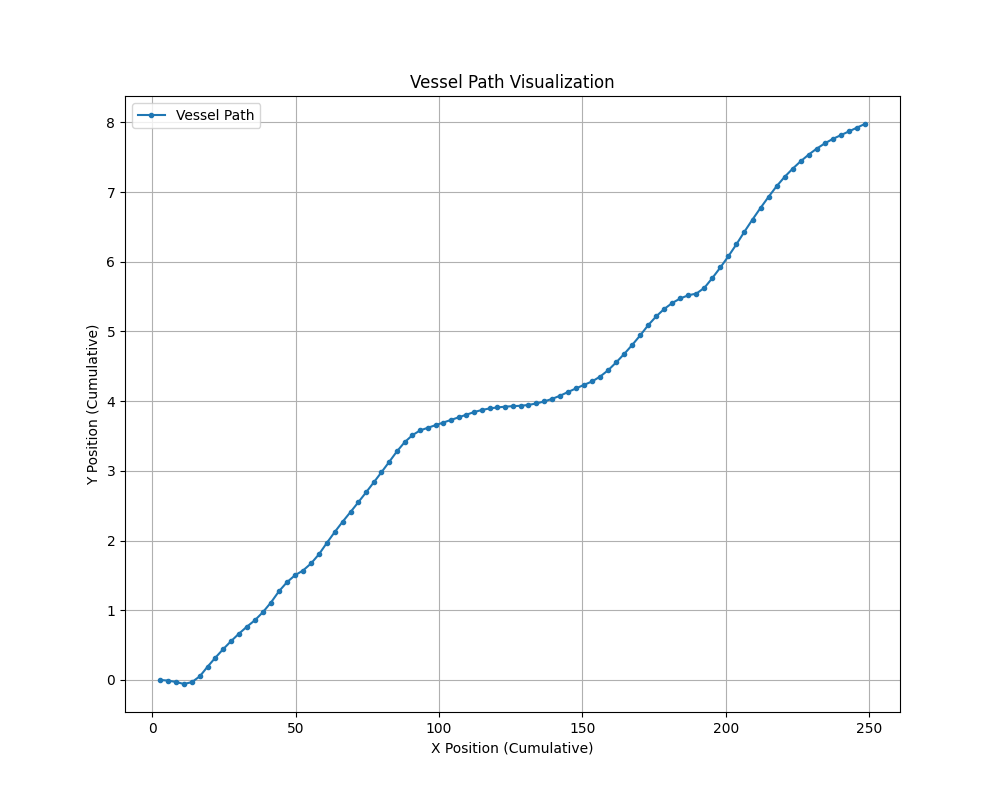 Vessel Path Visualization
Vessel Path
Y Position (Cumulative)
8
7
6
5
4
3
2
1
0
0 50 100 150 200 250
X Position (Cumulative)